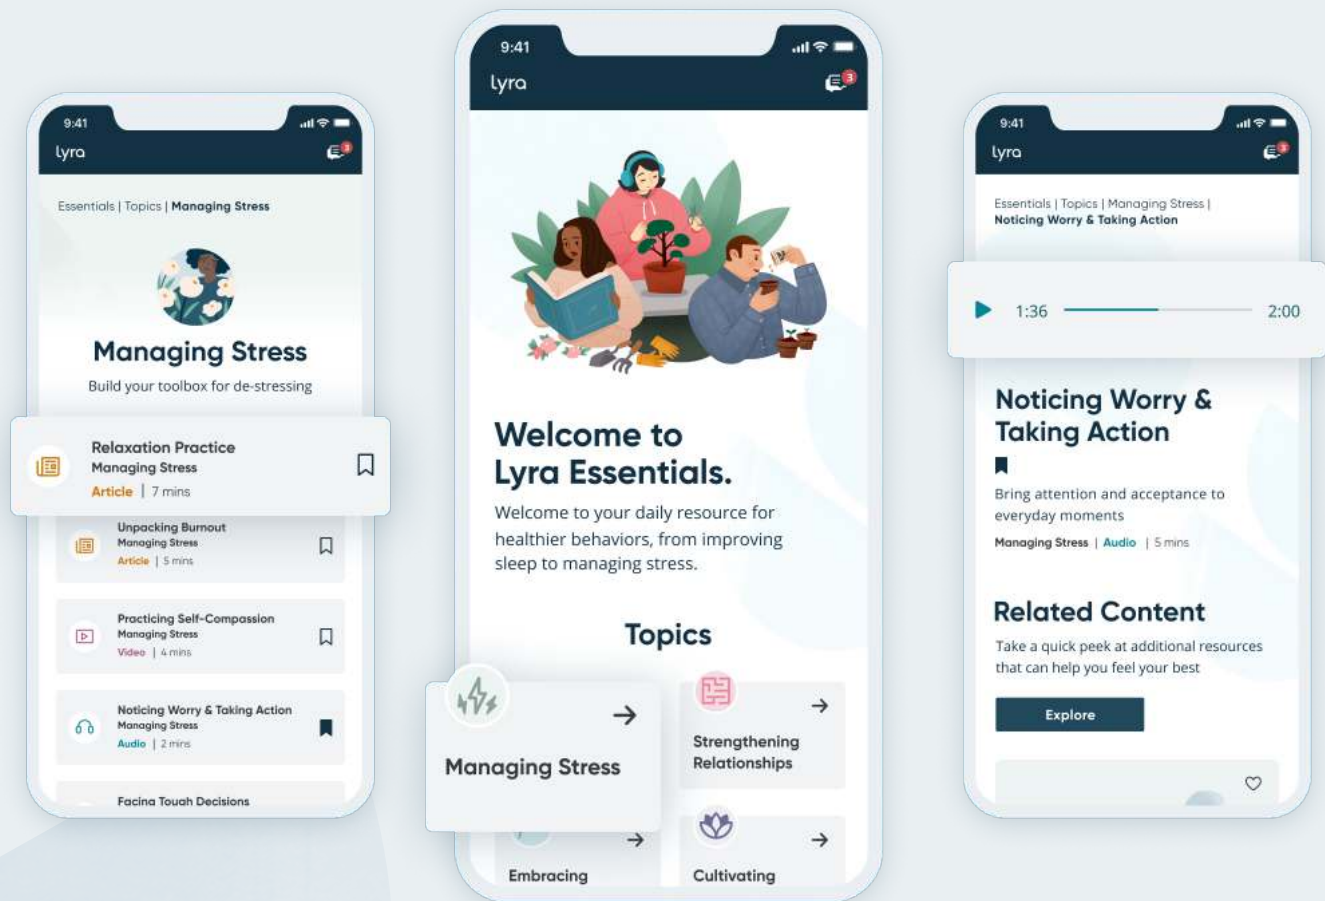 9:41
lyra
3
Essentials | Topics | Managing Stress
Managing Stress
Build your toolbox for de-stressing
Relaxation Practice
Managing Stress
Article | 7 mins
Unpacking Burnout
Managing Stress
Article | 5 mins
Practicing Self-Compassion
Managing Stress
Video | 4 mins
Noticing Worry & Taking Action
Managing Stress
Audio | 2 mins
Facing Tough Decisions
9:41
lyra
3
Welcome to
Lyra Essentials.
Welcome to your daily resource for
healthier behaviors, from improving
sleep to managing stress.
Topics
Managing Stress
Strengthening
Relationships
Embracing
Cultivating
9:41
lyra
3
Essentials | Topics | Managing Stress |
Noticing Worry & Taking Action
1:36
2:00
Noticing Worry &
Taking Action
Bring attention and acceptance to
everyday moments
Managing Stress | Audio | 5 mins
Related Content
Take a quick peek at additional resources
that can help you feel your best
Explore